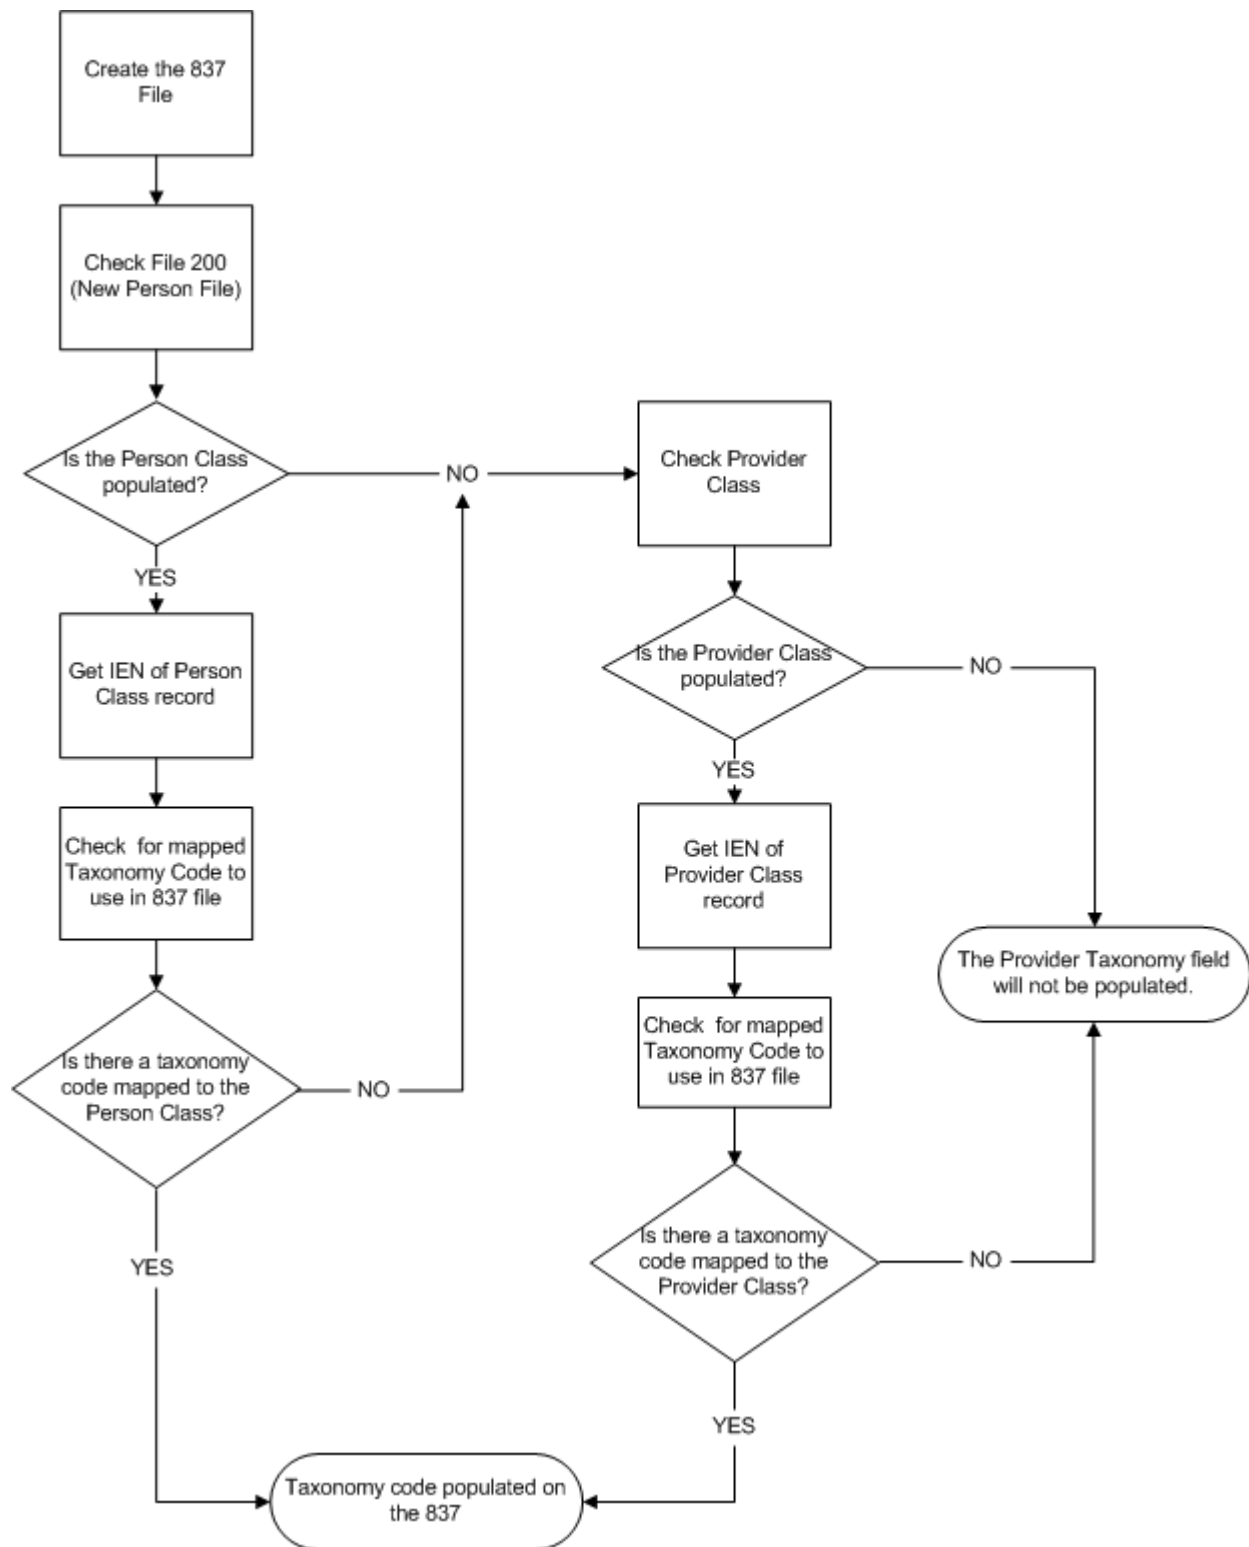 Create the 837
File
Check File 200
(New Person File)
Is the Person Class
populated?
NO
YES
Get IEN of Person
Class record
Check  for mapped
Taxonomy Code to
use in 837 file
Is there a taxonomy
code mapped to the
Person Class?
NO
YES
Check Provider
Class
Is the Provider Class
populated?
NO
YES
Get IEN of
Provider Class
record
Check  for mapped
Taxonomy Code to
use in 837 file
Is there a taxonomy
code mapped to the
Provider Class?
NO
YES
The Provider Taxonomy field
will not be populated.
Taxonomy code populated on
the 837